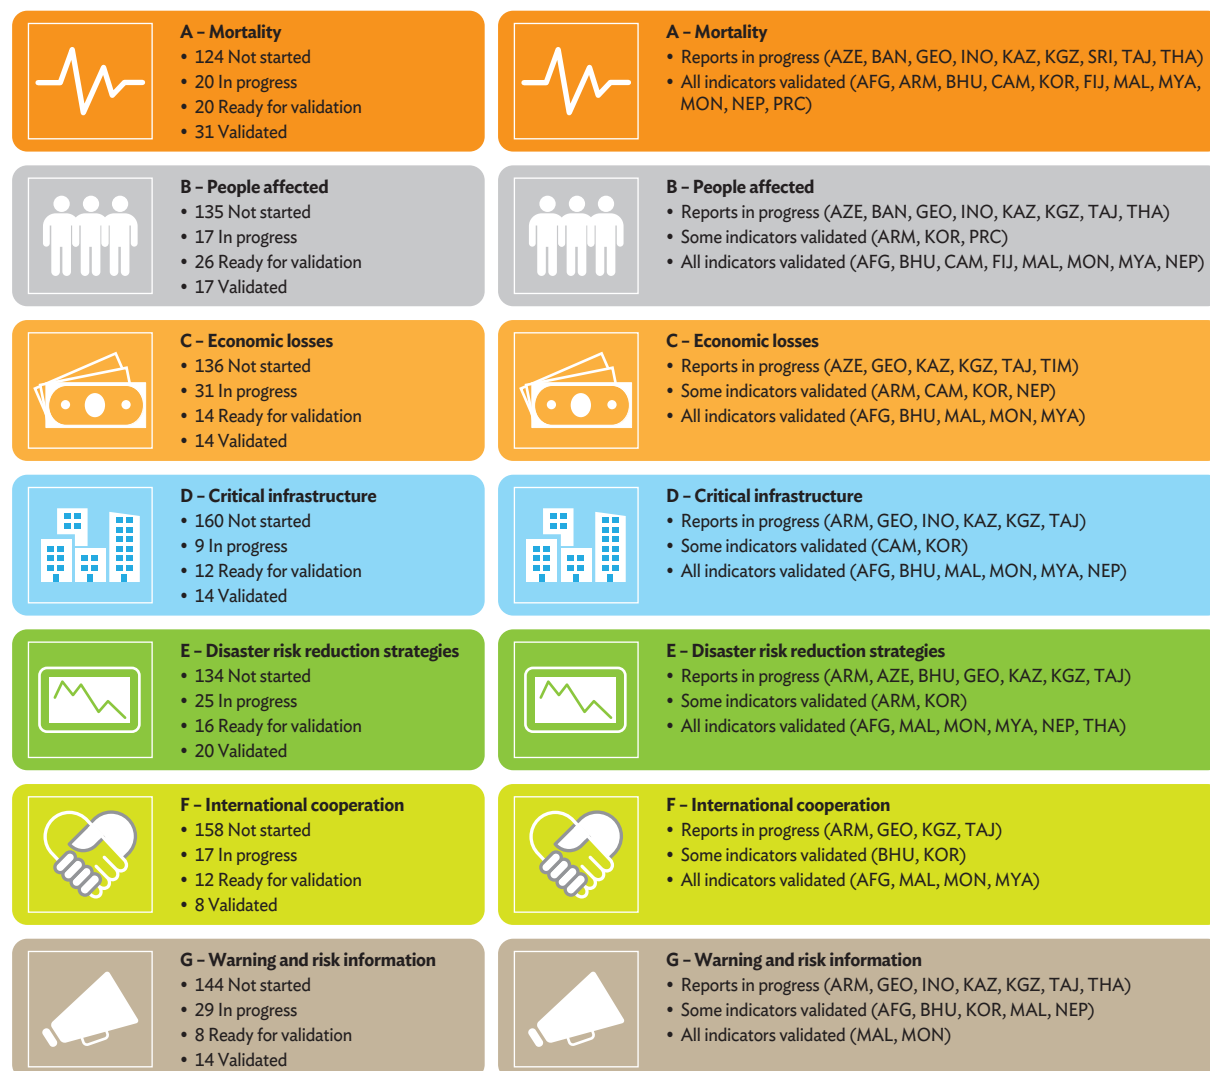 A – Mortality
• 124 Not started
• 20 In progress
• 20 Ready for validation
• 31 Validated
A – Mortality
• Reports in progress (AZE, BAN, GEO, INO, KAZ, KGZ, SRI, TAJ, THA)
• All indicators validated (AFG, ARM, BHU, CAM, KOR, FIJ, MAL, MYA,
MON, NEP, PRC)
B – People affected
• 135 Not started
• 17 In progress
• 26 Ready for validation
• 17 Validated
B – People affected
• Reports in progress (AZE, BAN, GEO, INO, KAZ, KGZ, TAJ, THA)
• Some indicators validated (ARM, KOR, PRC)
• All indicators validated (AFG, BHU, CAM, FIJ, MAL, MON, MYA, NEP)
C – Economic losses
• 136 Not started
• 31 In progress
• 14 Ready for validation
• 14 Validated
C – Economic losses
• Reports in progress (AZE, GEO, KAZ, KGZ, TAJ, TIM)
• Some indicators validated (ARM, CAM, KOR, NEP)
• All indicators validated (AFG, BHU, MAL, MON, MYA)
D – Critical infrastructure
• 160 Not started
• 9 In progress
• 12 Ready for validation
• 14 Validated
D – Critical infrastructure
• Reports in progress (ARM, GEO, INO, KAZ, KGZ, TAJ)
• Some indicators validated (CAM, KOR)
• All indicators validated (AFG, BHU, MAL, MON, MYA, NEP)
E – Disaster risk reduction strategies
• 134 Not started
• 25 In progress
• 16 Ready for validation
• 20 Validated
E – Disaster risk reduction strategies
• Reports in progress (ARM, AZE, BHU, GEO, KAZ, KGZ, TAJ)
• Some indicators validated (ARM, KOR)
• All indicators validated (AFG, MAL, MON, MYA, NEP, THA)
F – International cooperation
• 158 Not started
• 17 In progress
• 12 Ready for validation
• 8 Validated
F – International cooperation
• Reports in progress (ARM, GEO, KGZ, TAJ)
• Some indicators validated (BHU, KOR)
• All indicators validated (AFG, MAL, MON, MYA)
G – Warning and risk information
• 144 Not started
• 29 In progress
• 8 Ready for validation
• 14 Validated
G – Warning and risk information
• Reports in progress (ARM, GEO, INO, KAZ, KGZ, TAJ, THA)
• Some indicators validated (AFG, BHU, KOR, MAL, NEP)
• All indicators validated (MAL, MON)